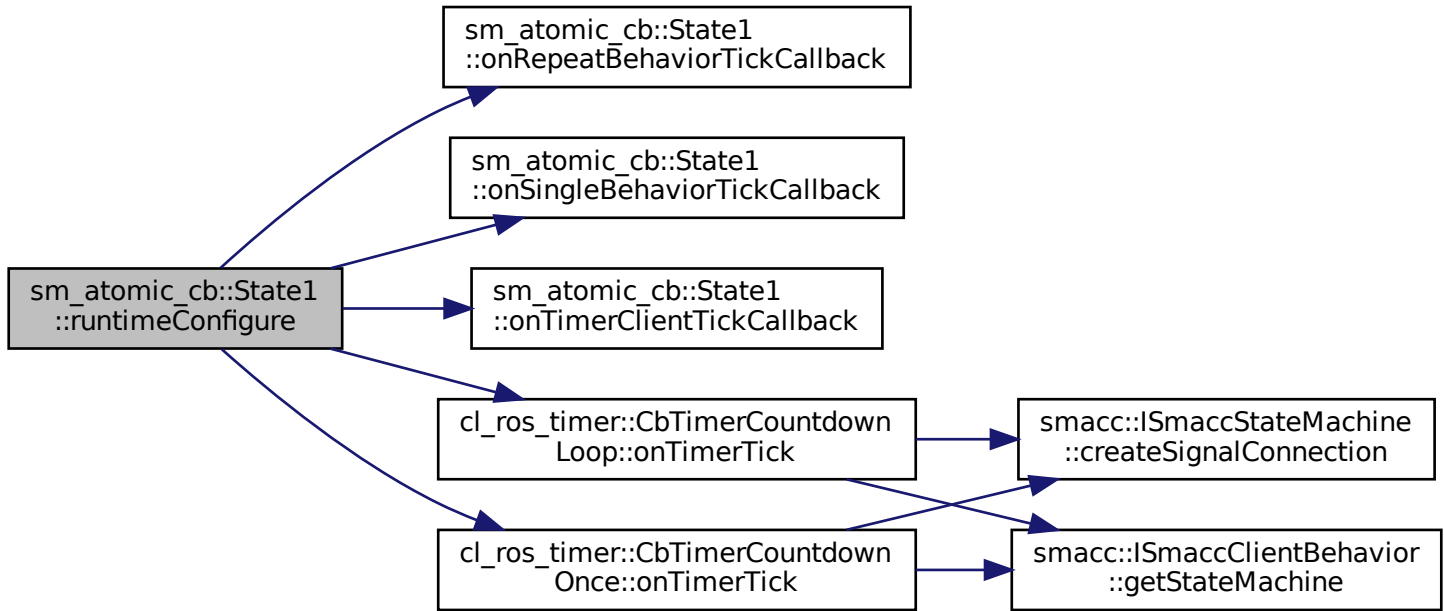 sm_atomic_cb::State1
::runtimeConfigure
sm_atomic_cb::State1
::onRepeatBehaviorTickCallback
sm_atomic_cb::State1
::onSingleBehaviorTickCallback
sm_atomic_cb::State1
::onTimerClientTickCallback
cl_ros_timer::CbTimerCountdown
Loop::onTimerTick
cl_ros_timer::CbTimerCountdown
Once::onTimerTick
smacc::ISmaccStateMachine
::createSignalConnection
smacc::ISmaccClientBehavior
::getStateMachine